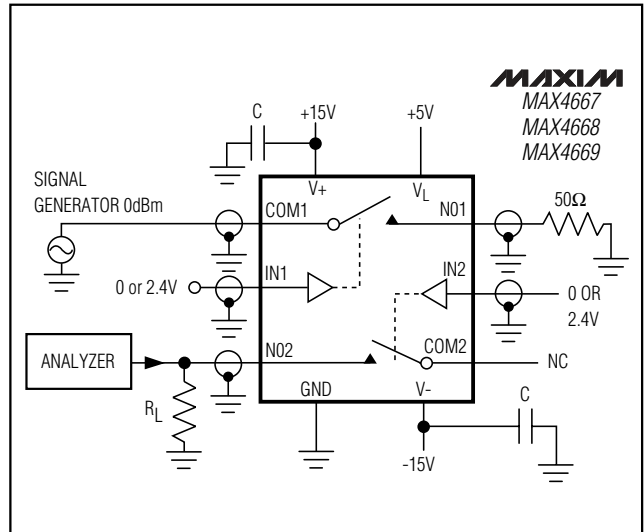 MAXIM
MAX4667
MAX4668
MAX4669
C
+15V
+5V
SIGNAL
GENERATOR 0dBm
V+
VL
COM1
N01
50Ω
0 or 2.4V
IN1
IN2
0 OR
2.4V
ANALYZER
N02
COM2
NC
RL
GND
V-
C
-15V